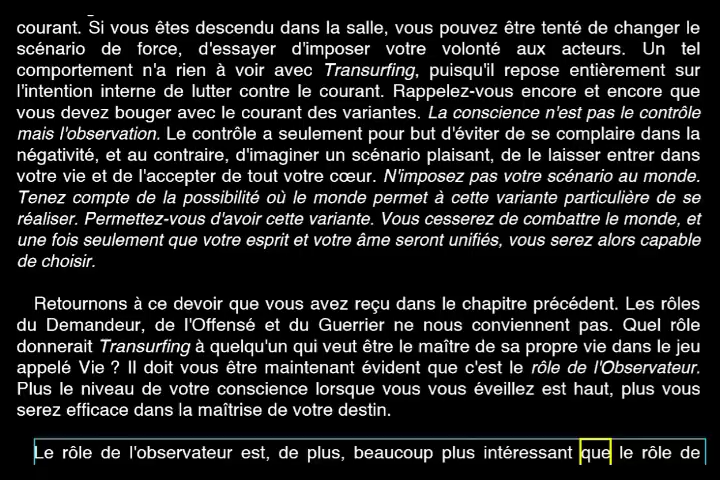 courant. Si vous êtes descendu dans la salle, vous pouvez être tenté de changer le
scénario de force, d'essayer d'imposer votre volonté aux acteurs. Un tel
comportement n'a rien à voir avec Transurfing, puisqu'il repose entièrement sur
l'intention interne de lutter contre le courant. Rappelez-vous encore et encore que
vous devez bouger avec le courant des variantes. La conscience n'est pas le contrôle
mais l'observation. Le contrôle a seulement pour but d'éviter de se complaire dans la
négativité, et au contraire, d'imaginer un scénario plaisant, de le laisser entrer dans
votre vie et de l'accepter de tout votre cœur. N'imposez pas votre scénario au monde.
Tenez compte de la possibilité où le monde permet à cette variante particulière de se
réaliser. Permettez-vous d'avoir cette variante. Vous cesserez de combattre le monde, et
une fois seulement que votre esprit et votre âme seront unifiés, vous serez alors capable
de choisir.
Retournons à ce devoir que vous avez reçu dans le chapitre précédent. Les rôles
du Demandeur, de l'Offensé et du Guerrier ne nous conviennent pas. Quel rôle
donnerait Transurfing à quelqu'un qui veut être le maître de sa propre vie dans le jeu
appelé Vie ? Il doit vous être maintenant évident que c'est le rôle de l'Observateur.
Plus le niveau de votre conscience lorsque vous vous éveillez est haut, plus vous
serez efficace dans la maîtrise de votre destin.
Le rôle de l'observateur est, de plus, beaucoup plus intéressant que le rôle de